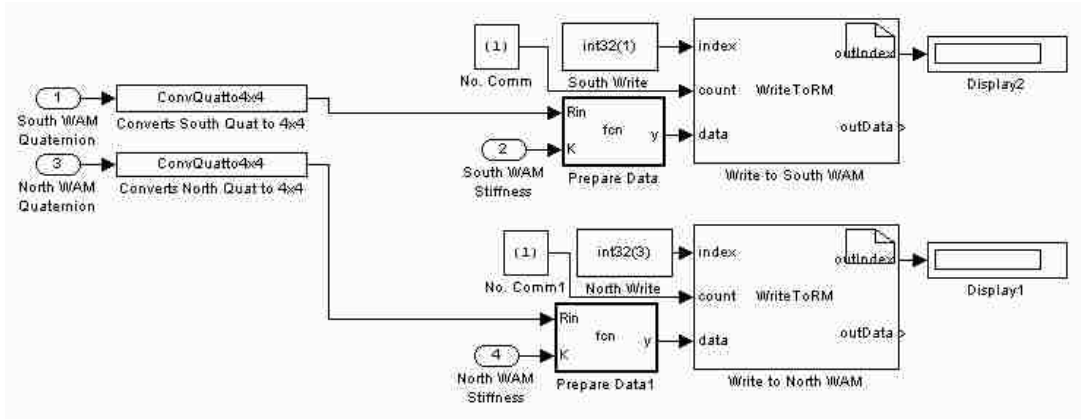 1
South WAM
Quaternion
ConvQuatto4x4
Converts South Quat to 4x4
3
North WAM
Quaternion
ConvQuatto4x4
Converts North Quat to 4x4
(1)
No. Comm
int32(1)
South Write
2
South WAM
Stiffness
Rin
fcn
y
K
Prepare Data
index
outIndex
count
WriteToRM
data
outData
Write to South WAM
Display2
(1)
No. Comm1
int32(3)
North Write
4
North WAM
Stiffness
Rin
fcn
y
K
Prepare Data1
index
outIndex
count
WriteToRM
data
outData
Write to North WAM
Display1